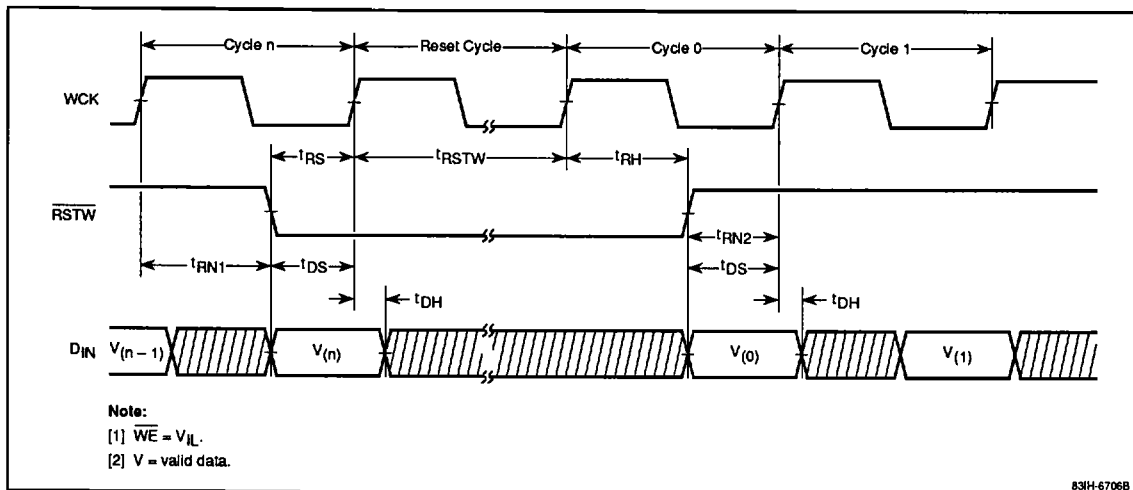 Cycle n Reset Cycle Cycle 0 Cycle 1
WCK
tRS tRSTW tRH
RSTW
tRN2
tRN1 tDS tDS
tDH tDH
DIN V(n – 1) V(n) V(0) V(1)
Note:
[1] WE = VIL.
[2] V = valid data.
83IH-6706B